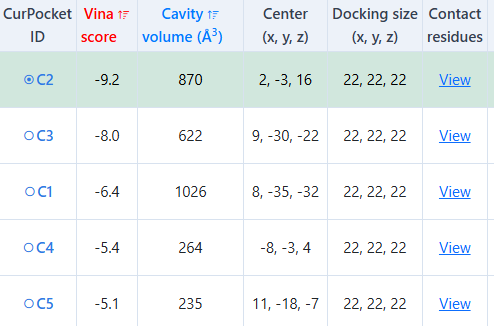 CurPocket ID Vina score ↑ Cavity volume (Å³) ↑ Center (x, y, z) Docking size (x, y, z) Contact residues
C2 -9.2 870 2, -3, 16 22, 22, 22 View
C3 -8.0 622 9, -30, -22 22, 22, 22 View
C1 -6.4 1026 8, -35, -32 22, 22, 22 View
C4 -5.4 264 -8, -3, 4 22, 22, 22 View
C5 -5.1 235 11, -18, -7 22, 22, 22 View